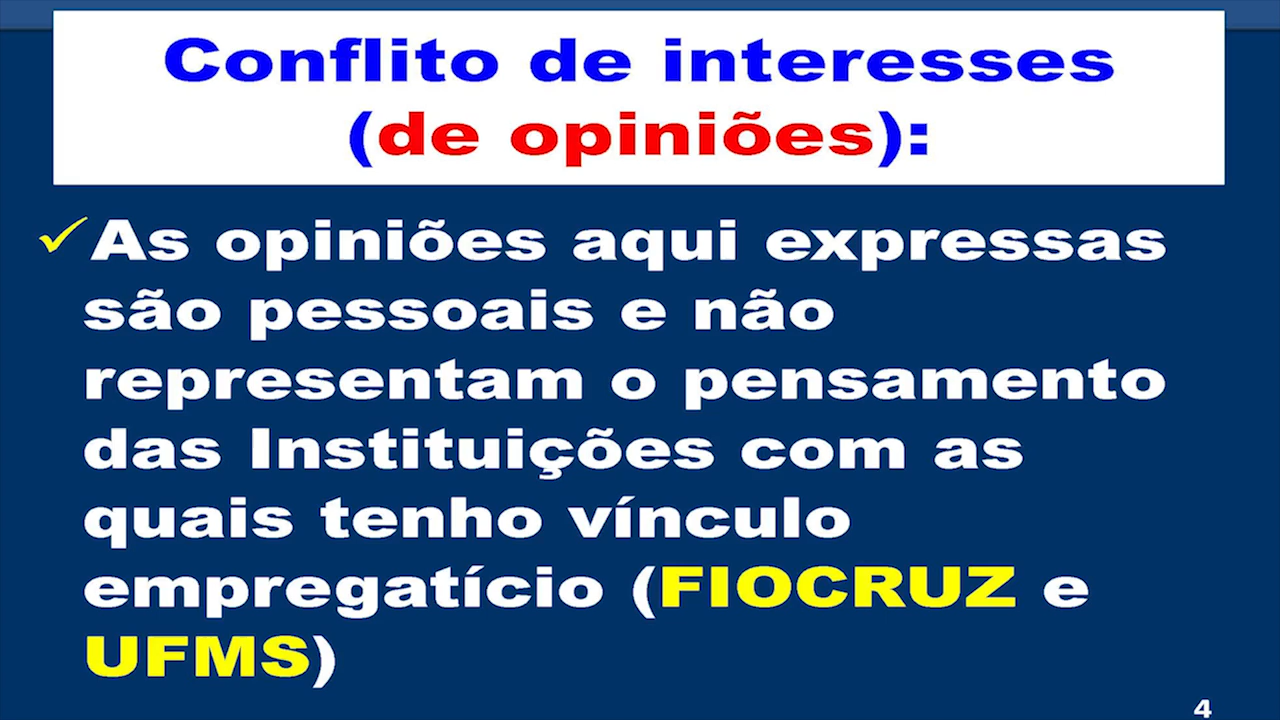 Conflito de interesses
(de opiniões):
✓As opiniões aqui expressas
são pessoais e não
representam o pensamento
das Instituições com as
quais tenho vínculo
empregatício (FIOCRUZ e
UFMS)
4